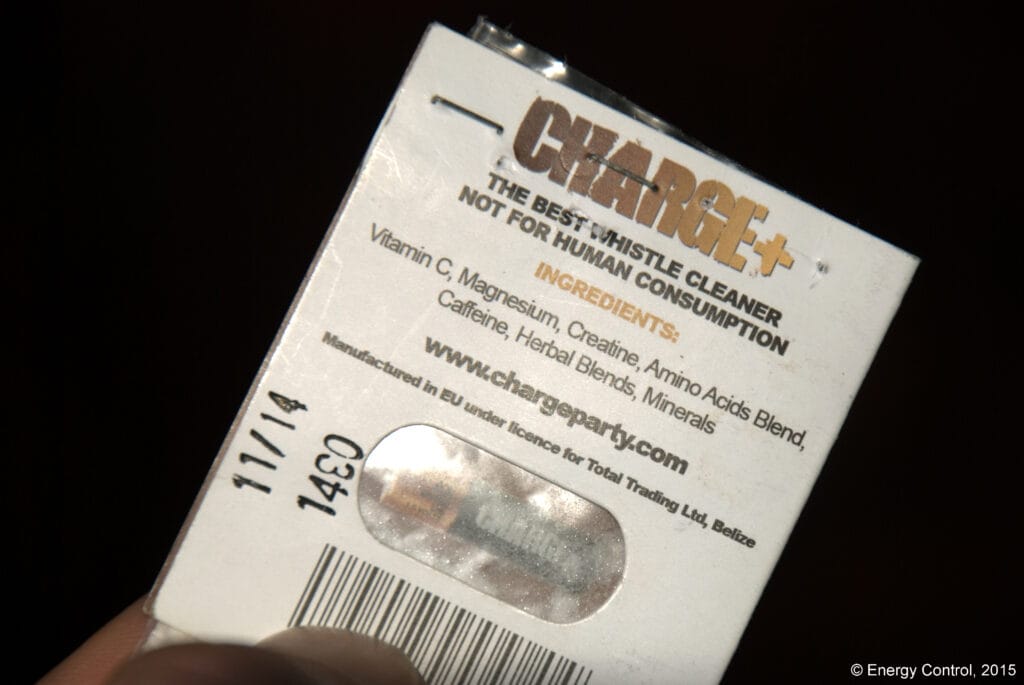 CHARGE+
THE BEST WHISTLE CLEANER
NOT FOR HUMAN CONSUMPTION
INGREDIENTS:
Vitamin C, Magnesium, Creatine, Amino Acids Blend,
Caffeine, Herbal Blends, Minerals
www.chargeparty.com
Manufactured in EU under licence for Total Trading Ltd, Belize
11/14
1430
© Energy Control, 2015